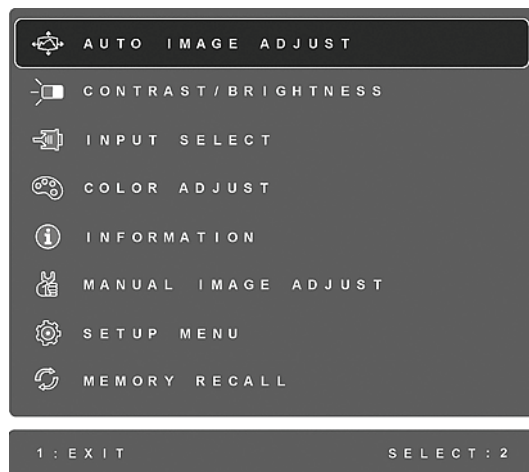 AUTO IMAGE ADJUST
CONTRAST/BRIGHTNESS
INPUT SELECT
COLOR ADJUST
INFORMATION
MANUAL IMAGE ADJUST
SETUP MENU
MEMORY RECALL
1:EXIT SELECT:2